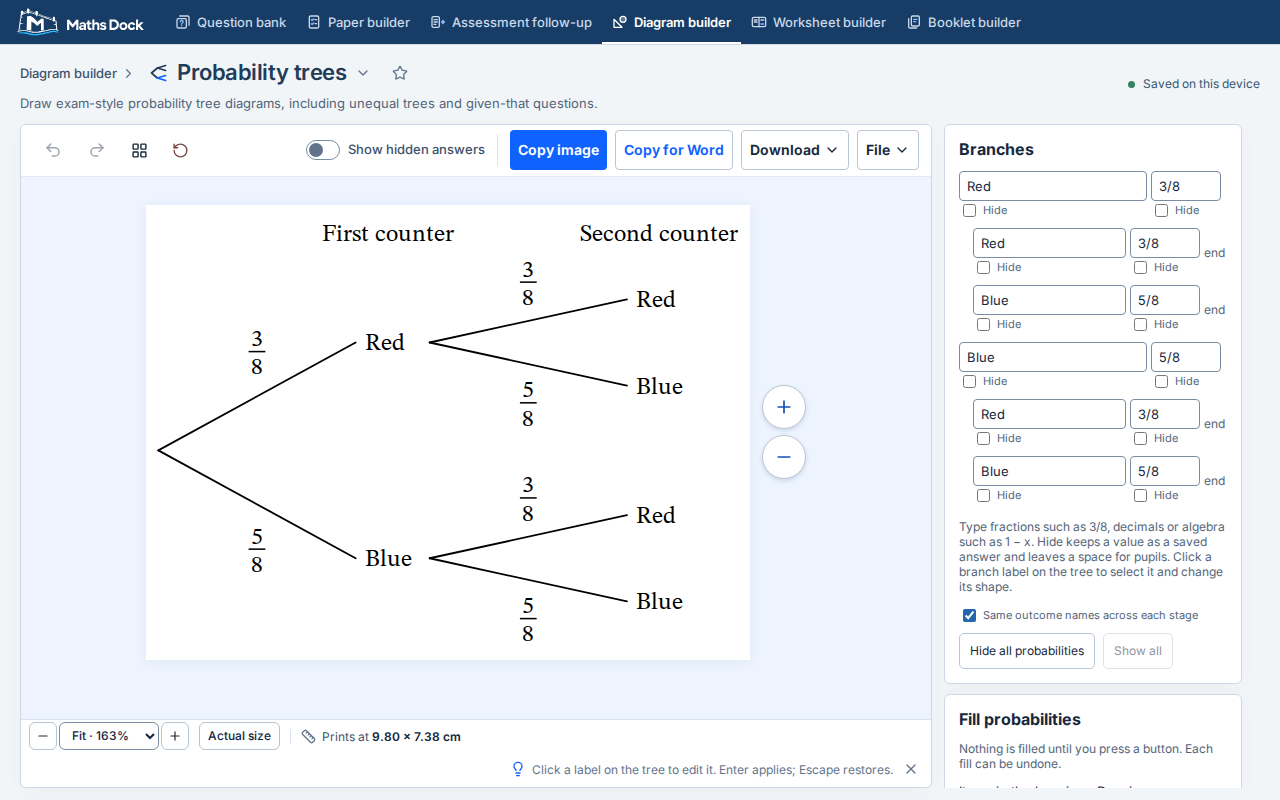 Maths Dock
Question bank
Paper builder
Assessment follow-up
Diagram builder
Worksheet builder
Booklet builder
Diagram builder
Probability trees
Saved on this device
Draw exam-style probability tree diagrams, including unequal trees and given-that questions.
Show hidden answers
Copy image
Copy for Word
Download
File
First counter
Second counter
3/8
Red
3/8
Red
5/8
Blue
5/8
Blue
3/8
Red
5/8
Blue
Fit · 163%
Actual size
Prints at 9.80 × 7.38 cm
Click a label on the tree to edit it. Enter applies; Escape restores.
Branches
Red 3/8
Hide Hide
Red 3/8 end
Hide Hide
Blue 5/8 end
Hide Hide
Blue 5/8
Hide Hide
Red 3/8 end
Hide Hide
Blue 5/8 end
Hide Hide
Type fractions such as 3/8, decimals or algebra
such as 1 − x. Hide keeps a value as a saved
answer and leaves a space for pupils. Click a
branch label on the tree to select it and change
its shape.
Same outcome names across each stage
Hide all probabilities
Show all
Fill probabilities
Nothing is filled until you press a button. Each
fill can be undone.